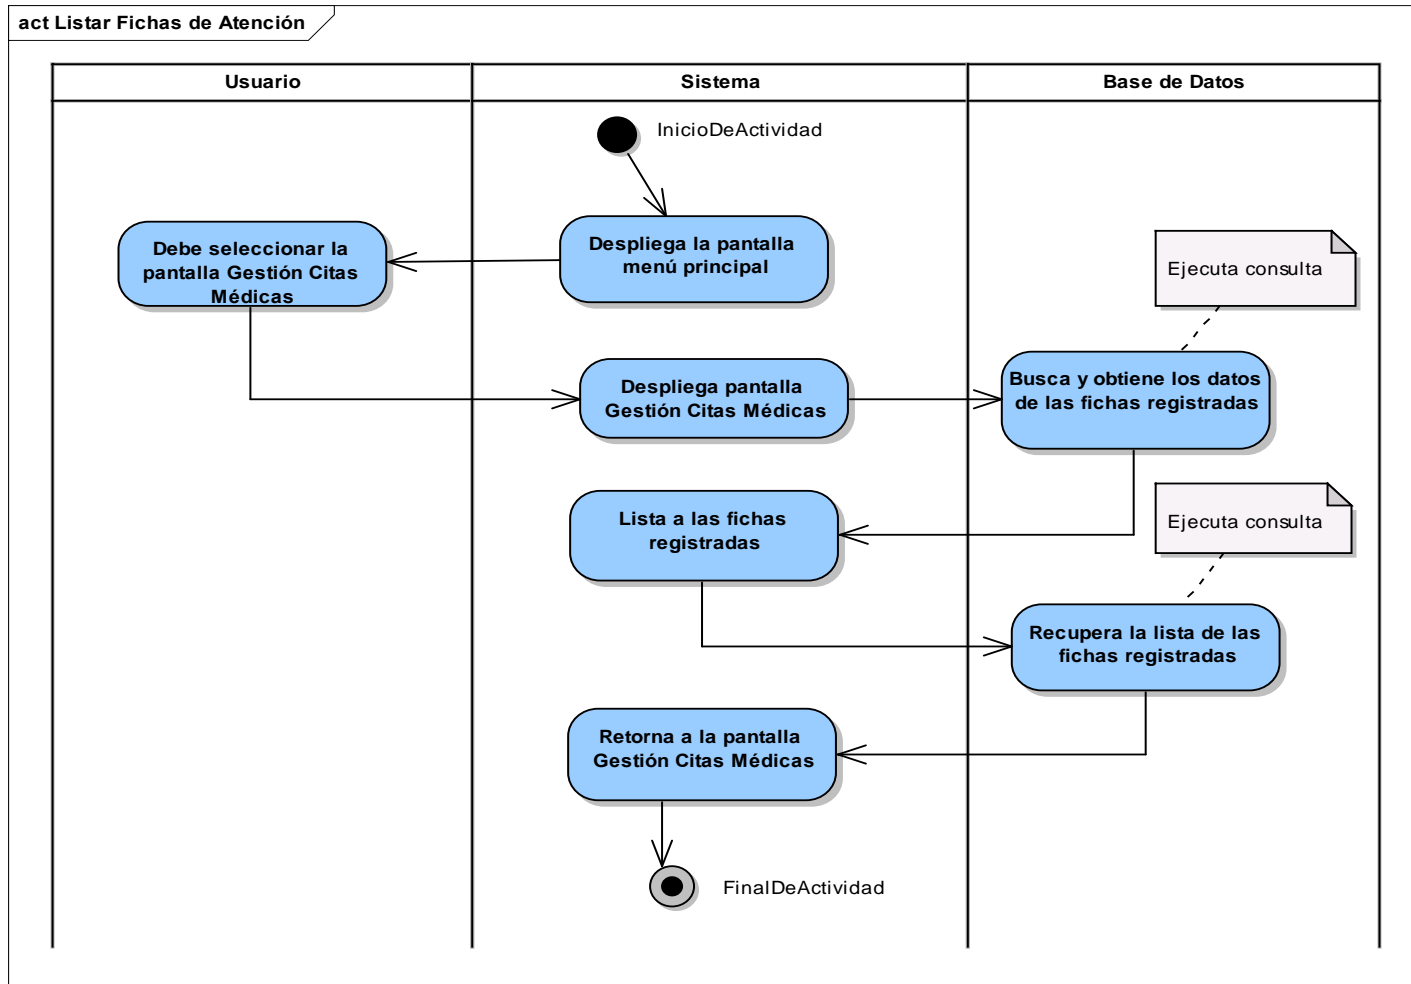 act Listar Fichas de Atención
Usuario
Sistema
Base de Datos
InicioDeActividad
Despliega la pantalla
menú principal
Debe seleccionar la
pantalla Gestión Citas
Médicas
Ejecuta consulta
Despliega pantalla
Gestión Citas Médicas
Busca y obtiene los datos
de las fichas registradas
Lista a las fichas
registradas
Ejecuta consulta
Recupera la lista de las
fichas registradas
Retorna a la pantalla
Gestión Citas Médicas
FinalDeActividad